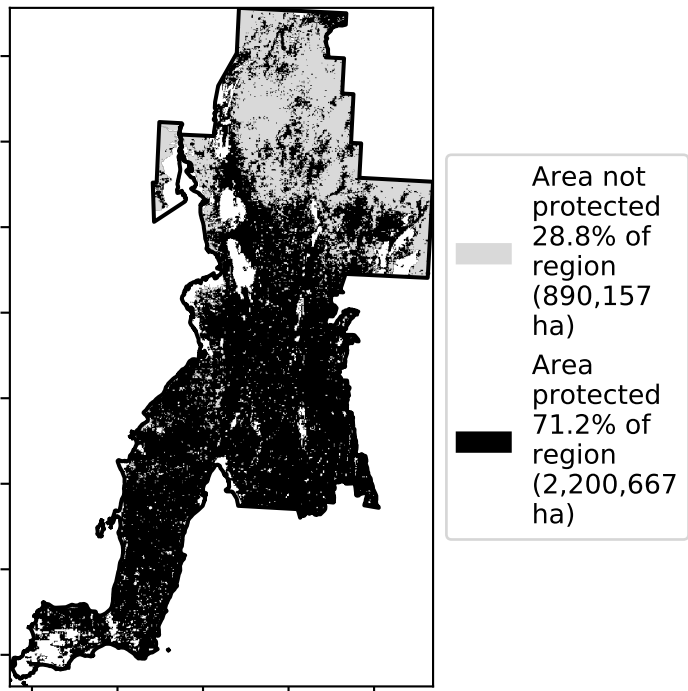 Area not
protected
28.8% of
region
(890,157
ha)
Area
protected
71.2% of
region
(2,200,667
ha)